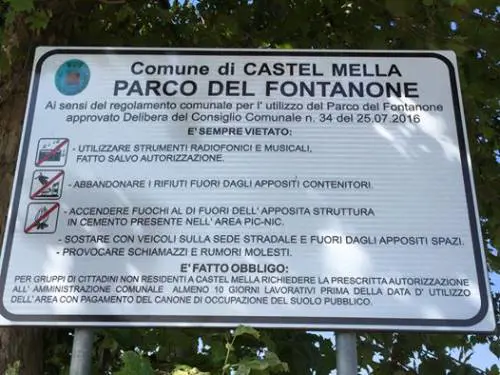 Comune di CASTEL MELLA
PARCO DEL FONTANONE
Ai sensi del regolamento comunale per l' utilizzo del Parco del Fontanone
approvato Delibera del Consiglio Comunale n. 34 del 25.07.2016
E' SEMPRE VIETATO:
- UTILIZZARE STRUMENTI RADIOFONICI E MUSICALI,
FATTO SALVO AUTORIZZAZIONE.
- ABBANDONARE I RIFIUTI FUORI DAGLI APPOSITI CONTENITORI.
- ACCENDERE FUOCHI AL DI FUORI DELL' APPOSITA STRUTTURA
IN CEMENTO PRESENTE NELL' AREA PIC-NIC.
- SOSTARE CON VEICOLI SULLA SEDE STRADALE E FUORI DAGLI APPOSITI SPAZI.
- PROVOCARE SCHIAMAZZI E RUMORI MOLESTI.
E' FATTO OBBLIGO:
PER GRUPPI DI CITTADINI NON RESIDENTI A CASTEL MELLA RICHIEDERE LA PRESCRITTA AUTORIZZAZIONE
ALL' AMMINISTRAZIONE COMUNALE ALMENO 10 GIORNI LAVORATIVI PRIMA DELLA DATA D' UTILIZZO
DELL' AREA CON PAGAMENTO DEL CANONE DI OCCUPAZIONE DEL SUOLO PUBBLICO.